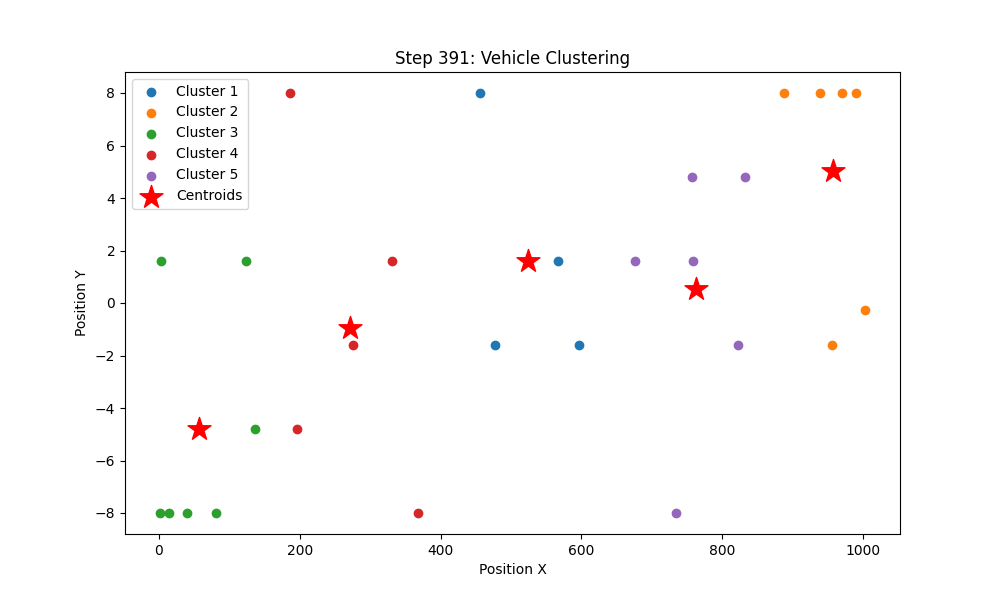 Step 391: Vehicle Clustering
Cluster 1
Cluster 2
Cluster 3
Cluster 4
Cluster 5
Centroids
8
6
4
2
0
−2
−4
−6
−8
Position Y
0 200 400 600 800 1000
Position X